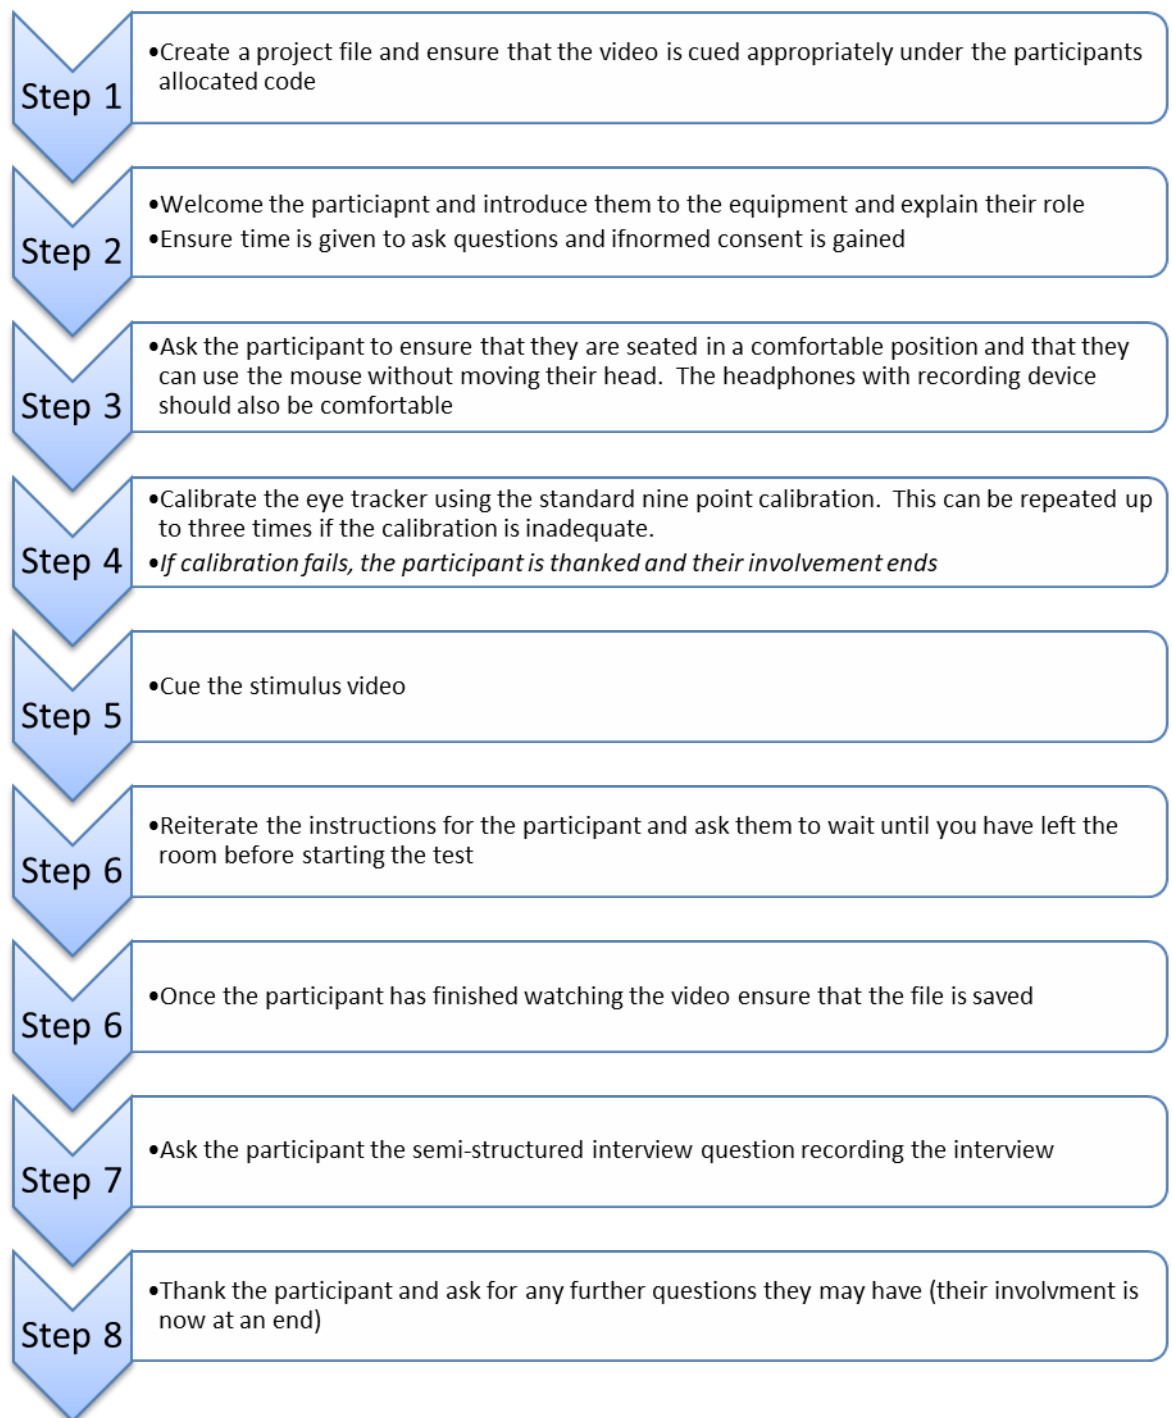 Step 1
•Create a project file and ensure that the video is cued appropriately under the participants
allocated code
Step 2
•Welcome the particiapnt and introduce them to the equipment and explain their role
•Ensure time is given to ask questions and ifnormed consent is gained
Step 3
•Ask the participant to ensure that they are seated in a comfortable position and that they
can use the mouse without moving their head.  The headphones with recording device
should also be comfortable
Step 4
•Calibrate the eye tracker using the standard nine point calibration.  This can be repeated up
to three times if the calibration is inadequate.
•If calibration fails, the participant is thanked and their involvement ends
Step 5
•Cue the stimulus video
Step 6
•Reiterate the instructions for the participant and ask them to wait until you have left the
room before starting the test
Step 6
•Once the participant has finished watching the video ensure that the file is saved
Step 7
•Ask the participant the semi-structured interview question recording the interview
Step 8
•Thank the participant and ask for any further questions they may have (their involvment is
now at an end)